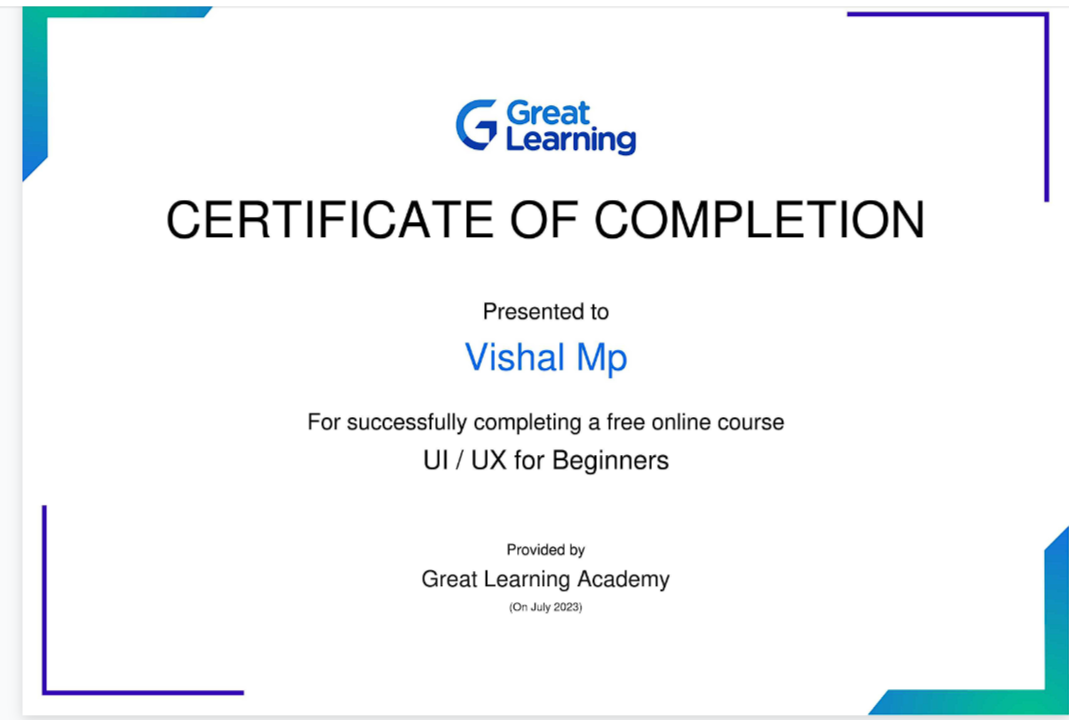 Great
Learning
CERTIFICATE OF COMPLETION
Presented to
Vishal Mp
For successfully completing a free online course
UI / UX for Beginners
Provided by
Great Learning Academy
(On July 2023)